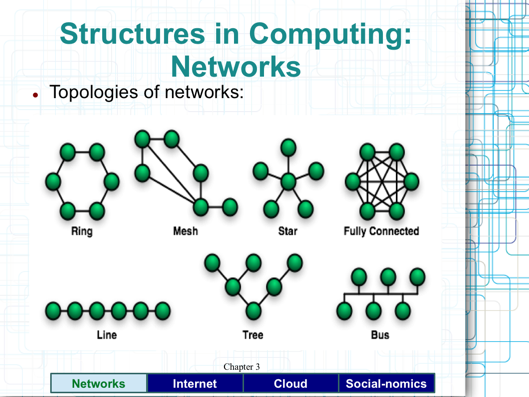 Structures in Computing:
Networks
Topologies of networks:
Ring
Mesh
Star
Fully Connected
Line
Tree
Bus
Chapter 3
Networks
Internet
Cloud
Social-nomics